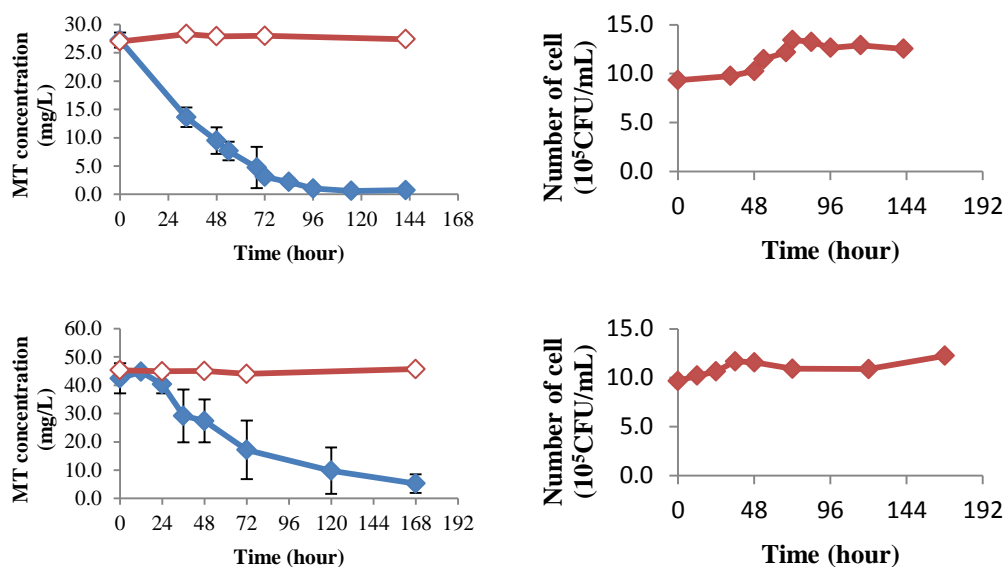 MT concentration
(mg/L)
30.0
25.0
20.0
15.0
10.0
5.0
0.0
0 24 48 72 96 120 144 168
Time (hour)
Number of cell
(10⁵CFU/mL)
15.0
10.0
5.0
0.0
0 48 96 144 192
Time (hour)
MT concentration
(mg/L)
60.0
50.0
40.0
30.0
20.0
10.0
0.0
0 24 48 72 96 120 144 168 192
Time (hour)
Number of cell
(10⁵CFU/mL)
15.0
10.0
5.0
0.0
0 48 96 144 192
Time (hour)